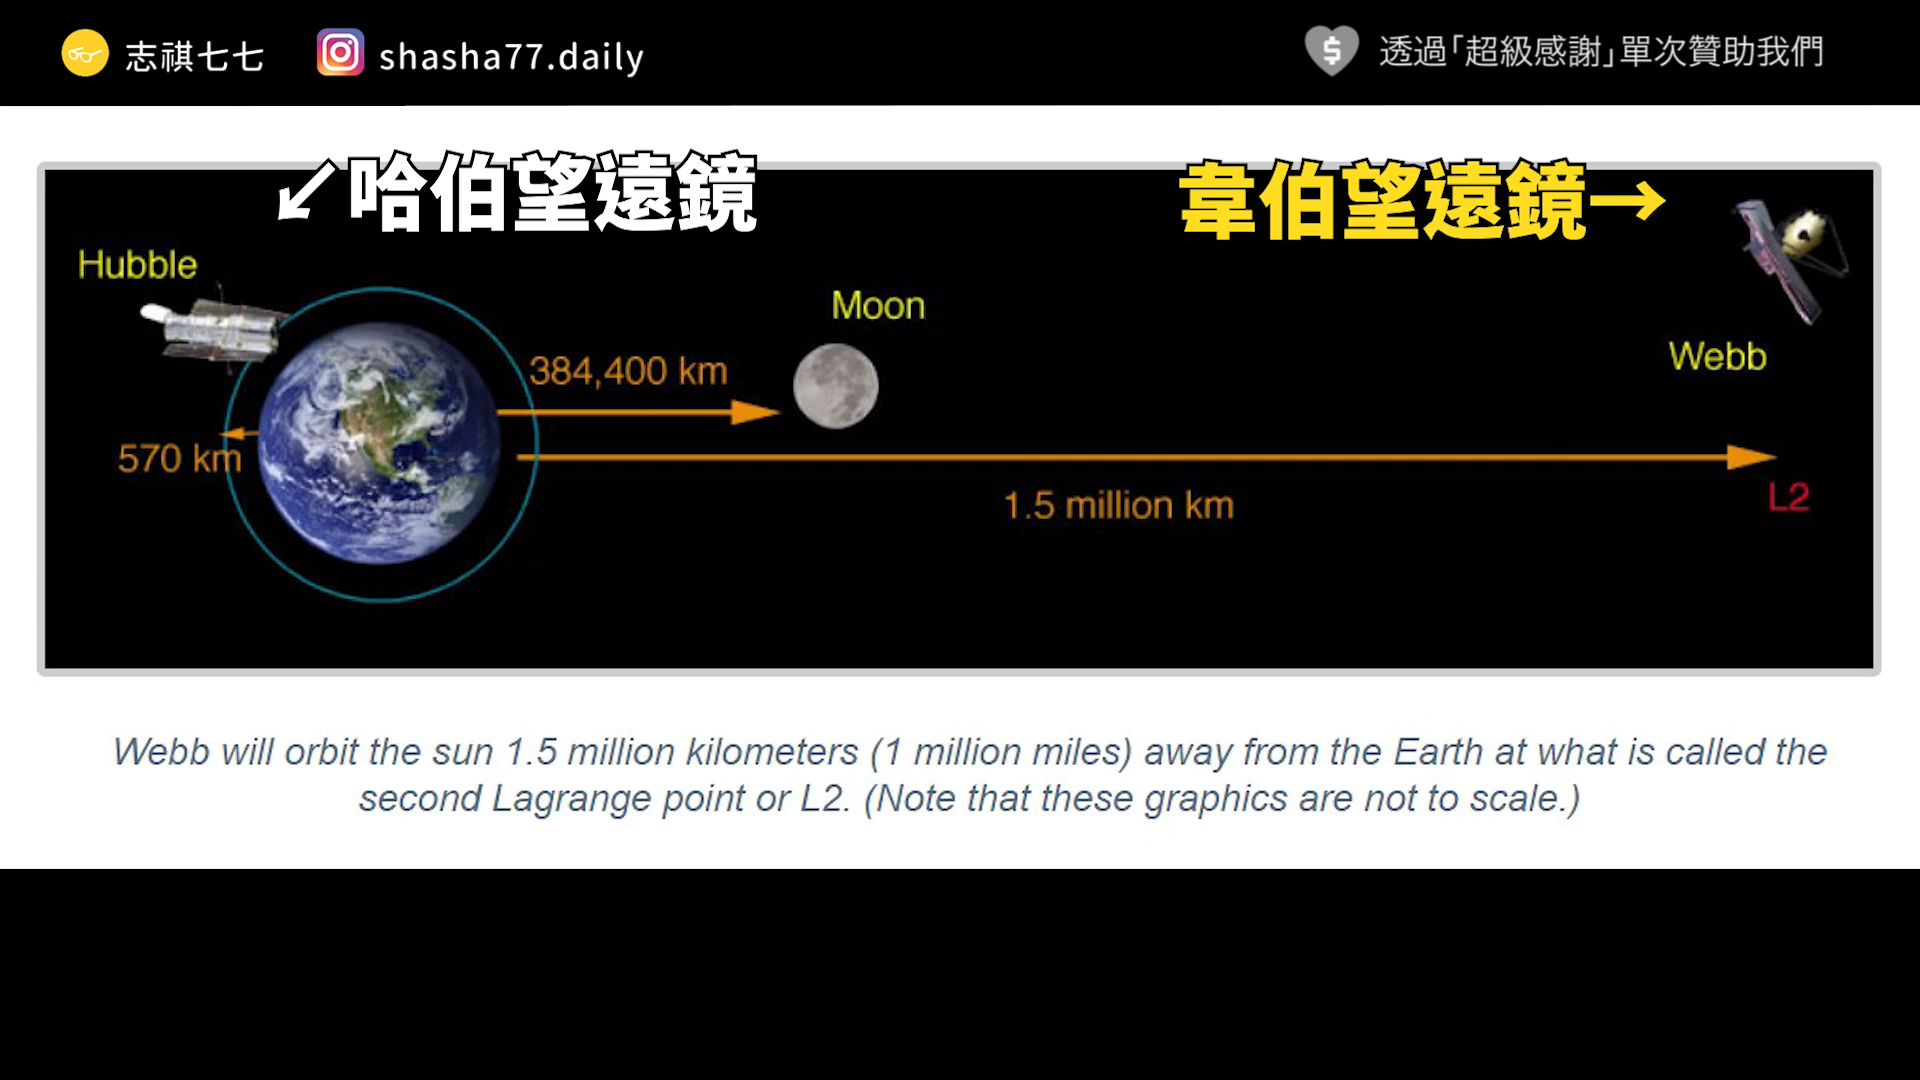 志祺七七
shasha77.daily
透過「超級感謝」單次贊助我們
↙哈伯望遠鏡
韋伯望遠鏡→
Hubble
Moon
384,400 km
Webb
570 km
L2
1.5 million km
Webb will orbit the sun 1.5 million kilometers (1 million miles) away from the Earth at what is called the
second Lagrange point or L2. (Note that these graphics are not to scale.)